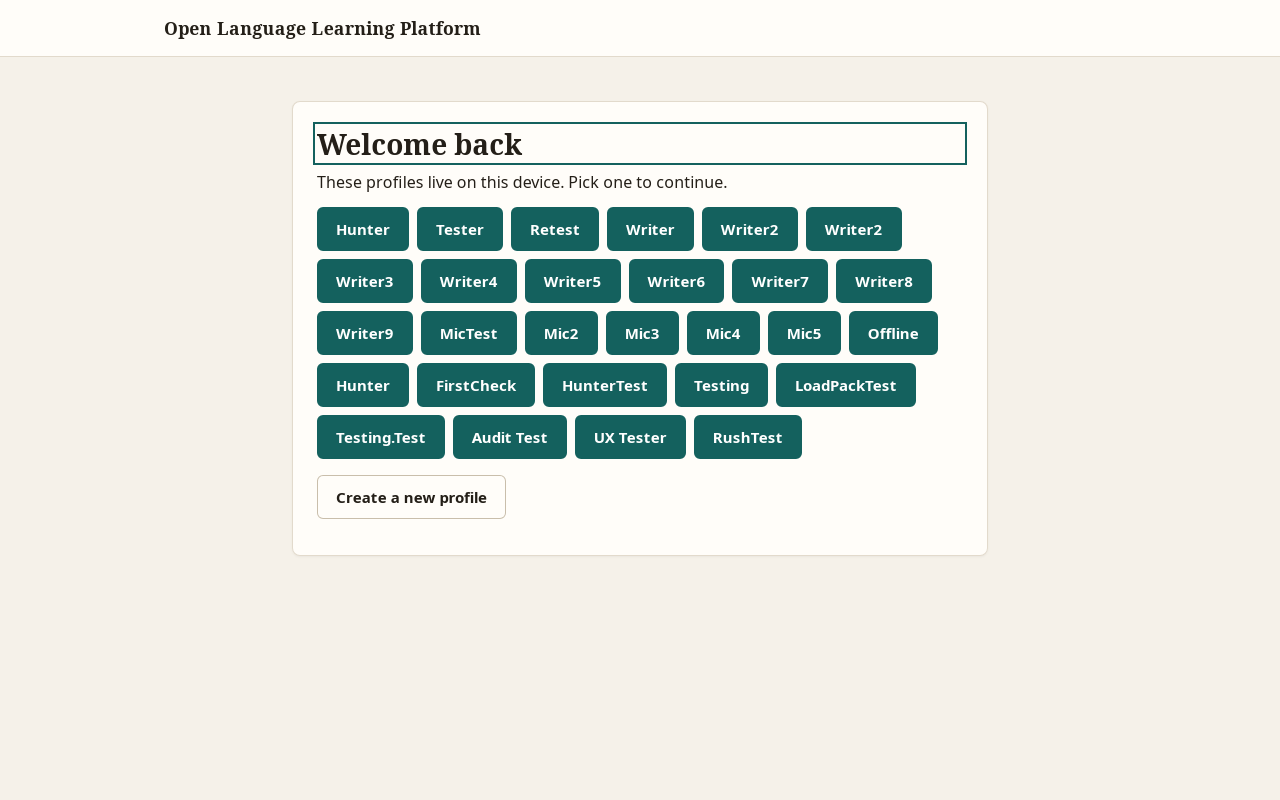 Open Language Learning Platform
Welcome back
These profiles live on this device. Pick one to continue.
Hunter Tester Retest Writer Writer2 Writer2
Writer3 Writer4 Writer5 Writer6 Writer7 Writer8
Writer9 MicTest Mic2 Mic3 Mic4 Mic5 Offline
Hunter FirstCheck HunterTest Testing LoadPackTest
Testing.Test Audit Test UX Tester RushTest
Create a new profile